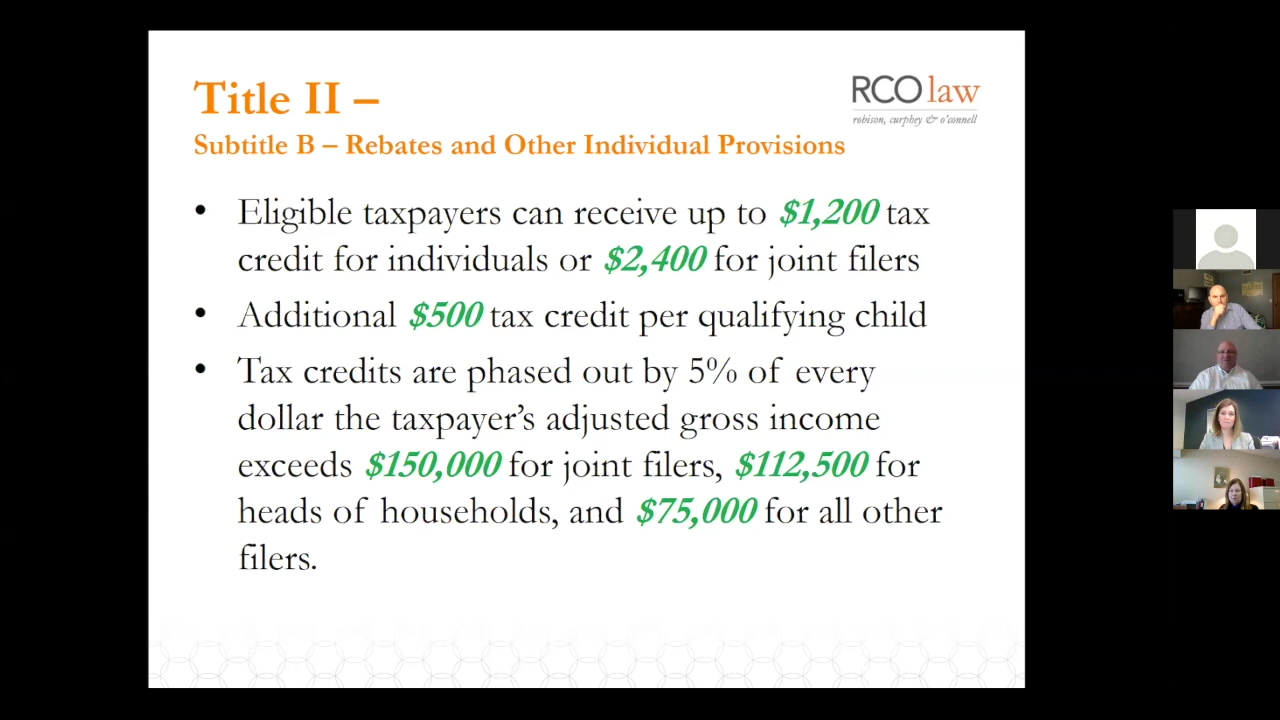 Title II –
RCO law
robison, curphey & o'connell
Subtitle B – Rebates and Other Individual Provisions
• Eligible taxpayers can receive up to $1,200 tax
credit for individuals or $2,400 for joint filers
• Additional $500 tax credit per qualifying child
• Tax credits are phased out by 5% of every
dollar the taxpayer’s adjusted gross income
exceeds $150,000 for joint filers, $112,500 for
heads of households, and $75,000 for all other
filers.